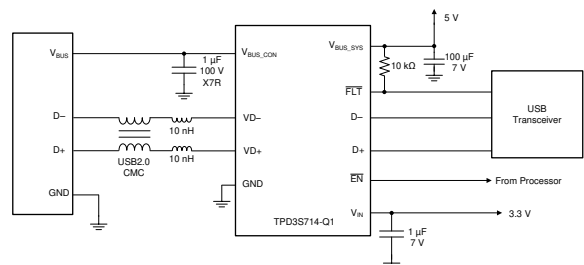 5 V
V_BUS
1 µF
100 V
X7R
V_BUS_CON
V_BUS_SYS
10 kΩ
100 µF
7 V
FLT
USB
Transceiver
D–
10 nH
VD–
D–
D+
USB2.0
CMC
10 nH
VD+
D+
GND
GND
EN
From Processor
TPD3S714-Q1
V_IN
3.3 V
1 µF
7 V